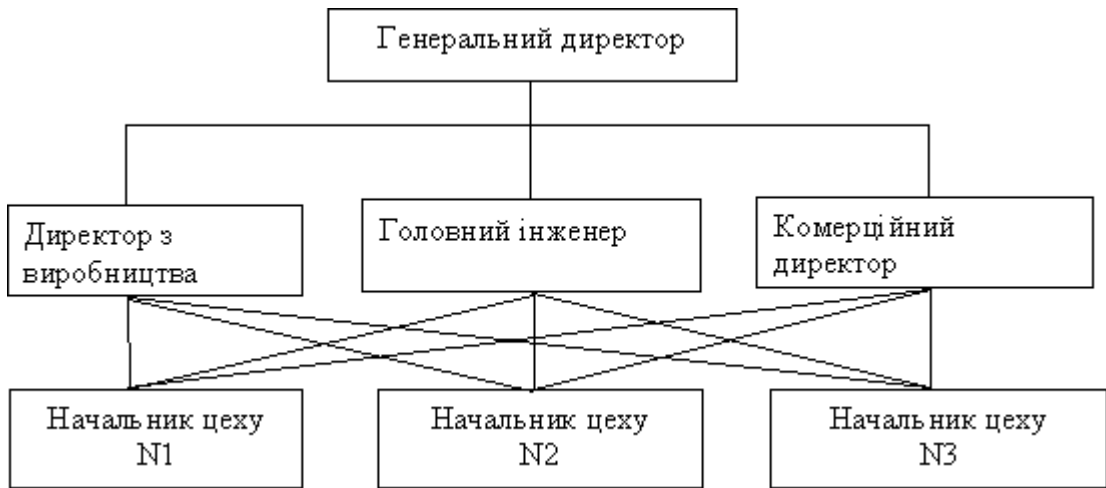 Генеральний директор
Директор з
виробництва
Головний інженер
Комерційний
директор
Начальник цеху
N1
Начальник цеху
N2
Начальник цеху
N3